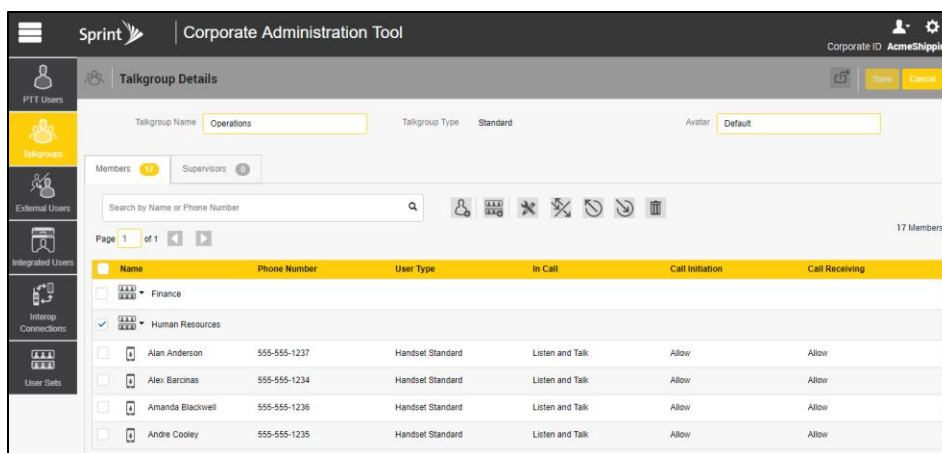 Sprint Corporate Administration Tool
Corporate ID AcmeShippin
PTT Users
Talkgroup Details Save Cancel
Talkgroups
Talkgroup Name Operations Talkgroup Type Standard Avatar Default
Members 17 Supervisors 0
External Users
Search by Name or Phone Number
17 Members
Page 1 of 1
Integrated Users
Name Phone Number User Type In Call Call Initiation Call Receiving
Finance
Interop
Connections
Human Resources
User Sets
Alan Anderson 555-555-1237 Handset Standard Listen and Talk Allow Allow
Alex Barcinas 555-555-1234 Handset Standard Listen and Talk Allow Allow
Amanda Blackwell 555-555-1236 Handset Standard Listen and Talk Allow Allow
Andre Cooley 555-555-1235 Handset Standard Listen and Talk Allow Allow